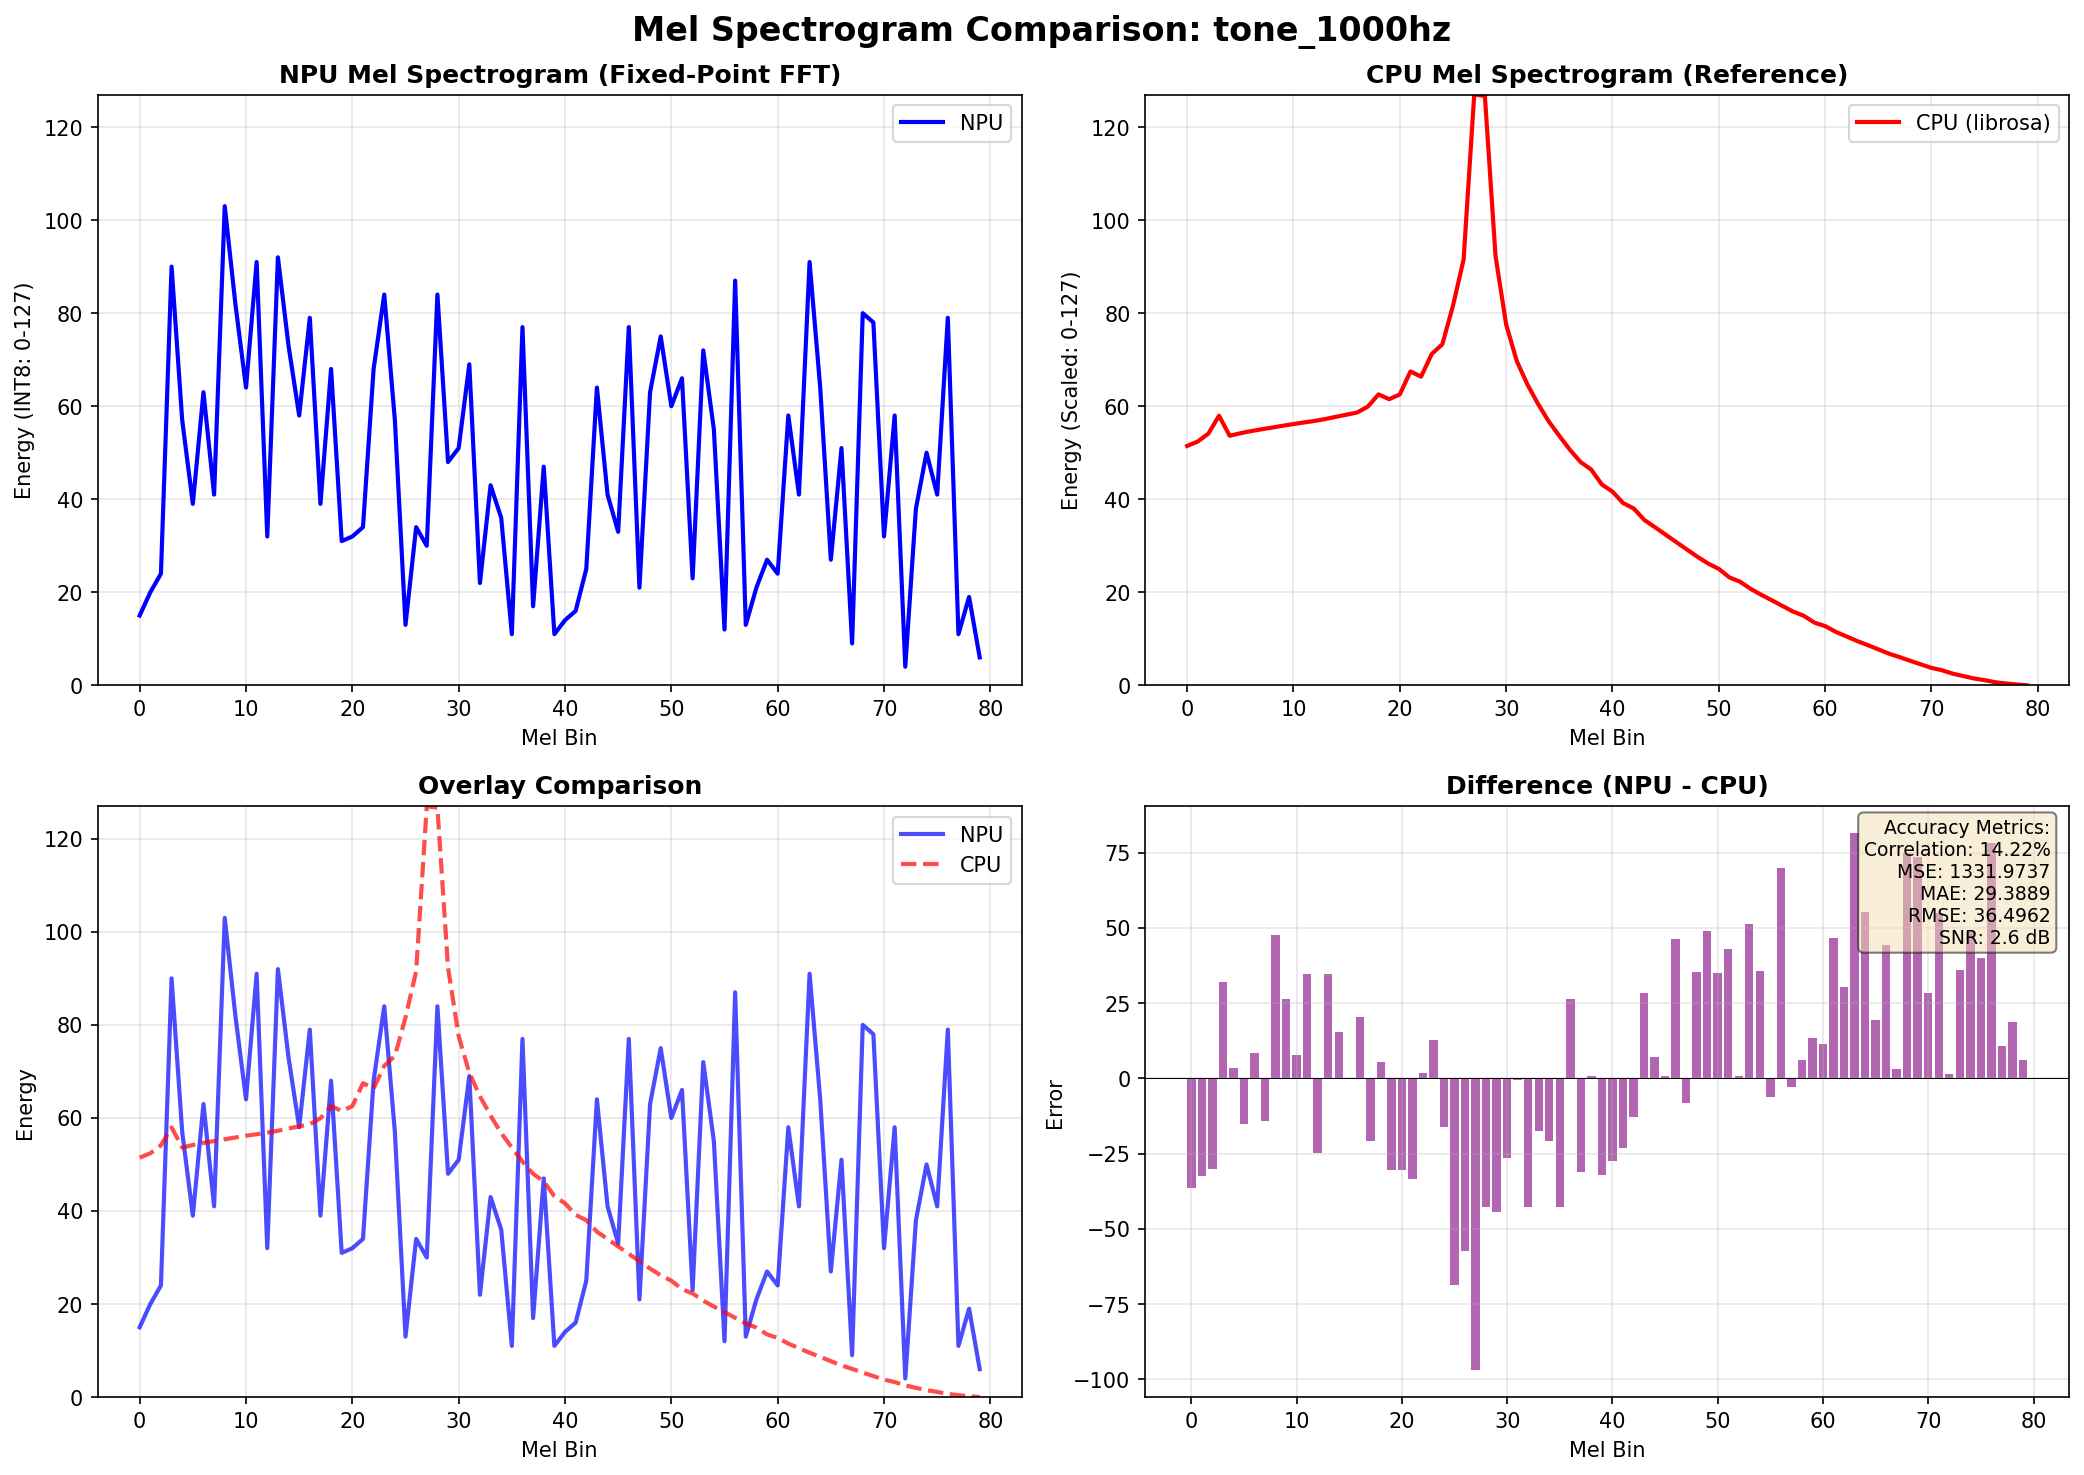 Mel Spectrogram Comparison: tone_1000hz
NPU Mel Spectrogram (Fixed-Point FFT)
Energy (INT8: 0-127)
120
100
80
60
40
20
0
0 10 20 30 40 50 60 70 80
Mel Bin
NPU
CPU Mel Spectrogram (Reference)
Energy (Scaled: 0-127)
120
100
80
60
40
20
0
0 10 20 30 40 50 60 70 80
Mel Bin
CPU (librosa)
Overlay Comparison
Energy
120
100
80
60
40
20
0
0 10 20 30 40 50 60 70 80
Mel Bin
NPU
CPU
Difference (NPU - CPU)
Error
75
50
25
0
−25
−50
−75
−100
0 10 20 30 40 50 60 70 80
Mel Bin
Accuracy Metrics:
Correlation: 14.22%
MSE: 1331.9737
MAE: 29.3889
RMSE: 36.4962
SNR: 2.6 dB